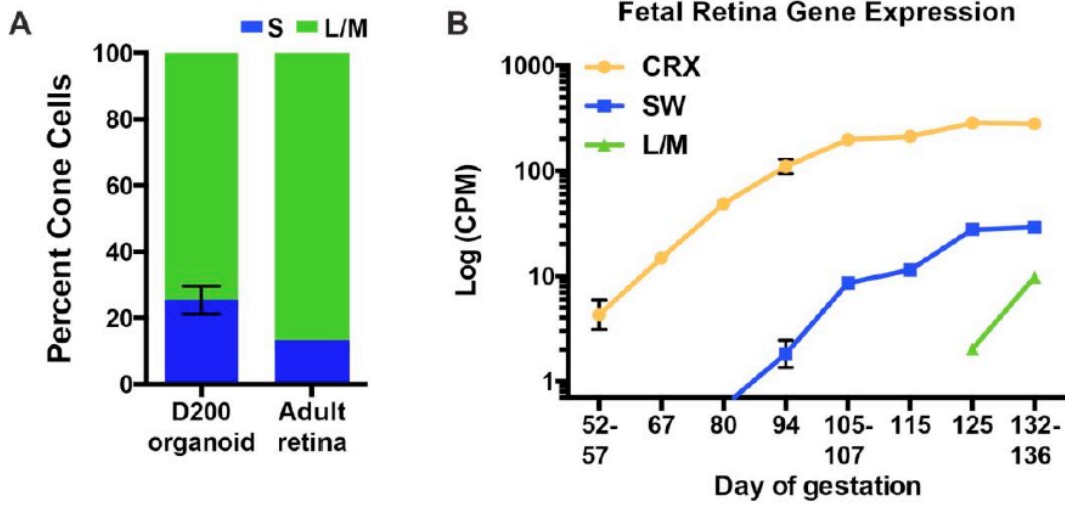 A
S L/M
Percent Cone Cells
100
80
60
40
20
0
D200
organoid
Adult
retina
B
Fetal Retina Gene Expression
CRX
SW
L/M
Log (CPM)
1000
100
10
1
52-
57
67
80
94
105-
107
115
125
132-
136
Day of gestation